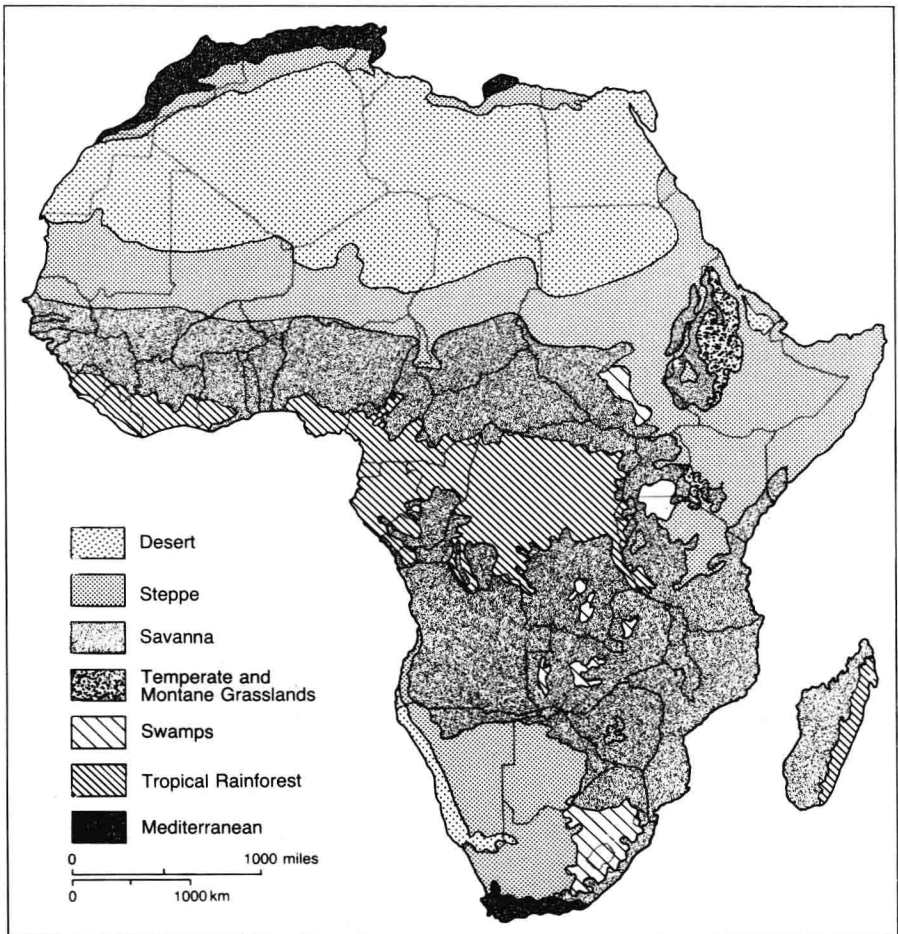 Desert
Steppe
Savanna
Temperate and
Montane Grasslands
Swamps
Tropical Rainforest
Mediterranean
0 1000 miles
0 1000 km